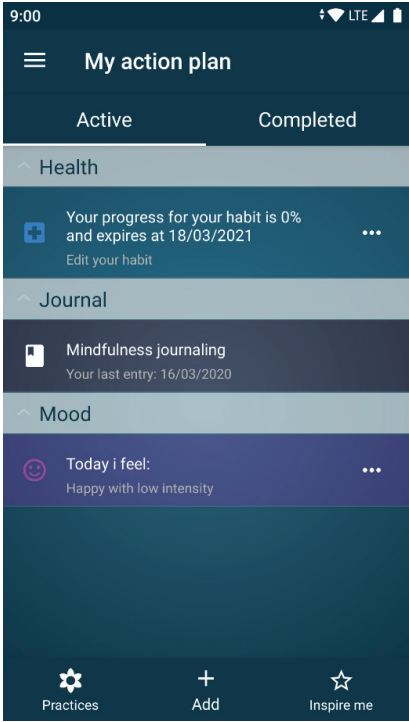 9:00 LTE
My action plan
Active Completed
Health
Your progress for your habit is 0%
and expires at 18/03/2021
Edit your habit
Journal
Mindfulness journaling
Your last entry: 16/03/2020
Mood
Today i feel:
Happy with low intensity
Practices Add Inspire me